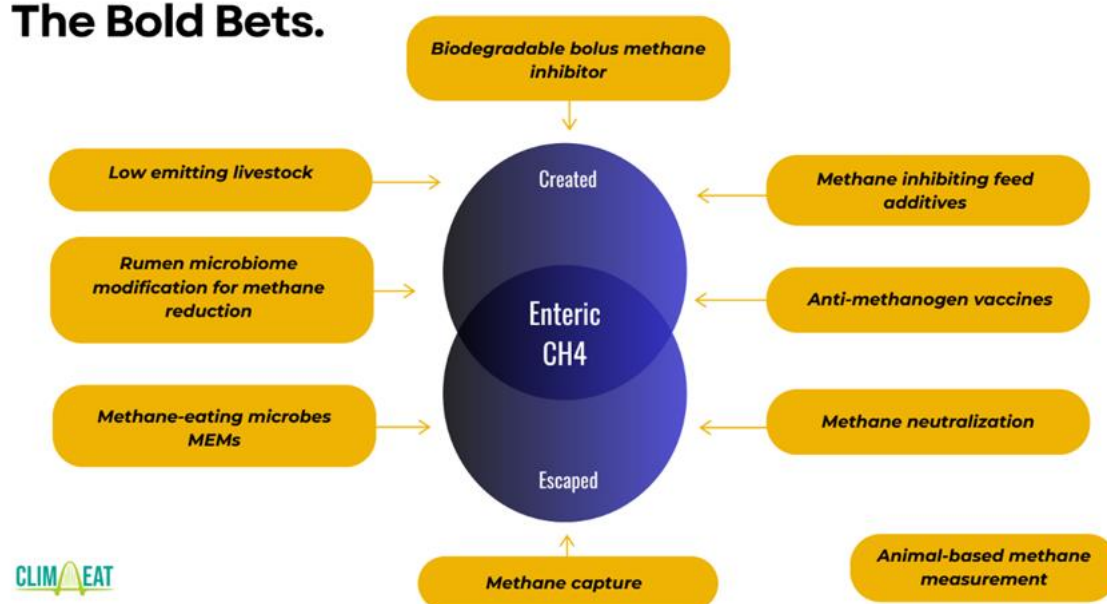 The Bold Bets.
Biodegradable bolus methane
inhibitor
Low emitting livestock
Created
Methane inhibiting feed
additives
Rumen microbiome
modification for methane
reduction
Enteric
CH4
Anti-methanogen vaccines
Methane-eating microbes
MEMs
Methane neutralization
Escaped
Methane capture
Animal-based methane
measurement
CLIM EAT